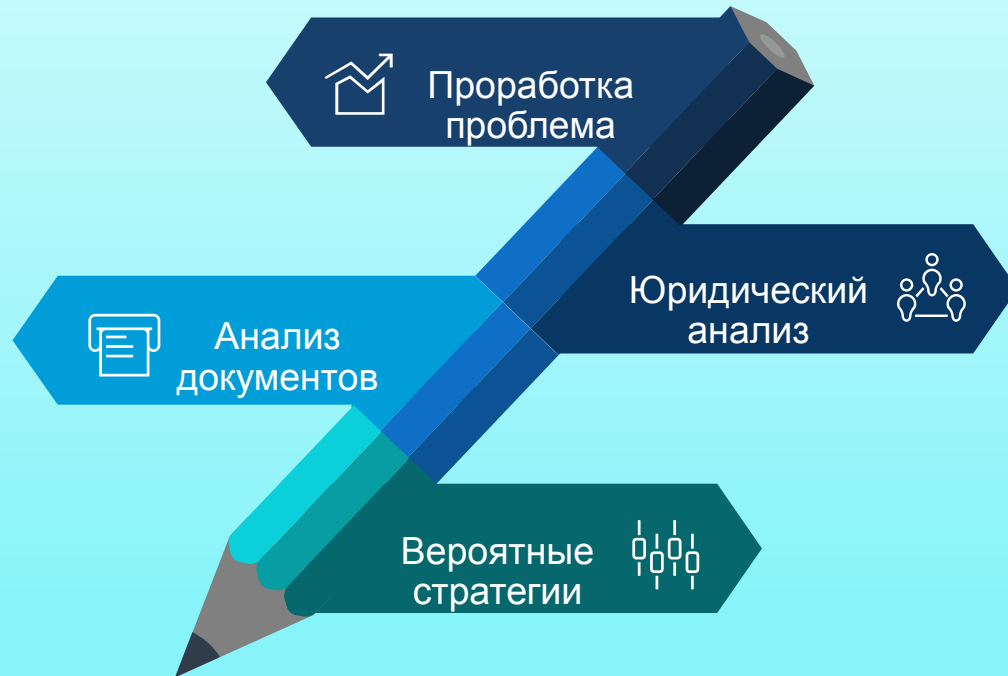 Проработка
проблема
Юридический
анализ
Анализ
документов
Вероятные
стратегии